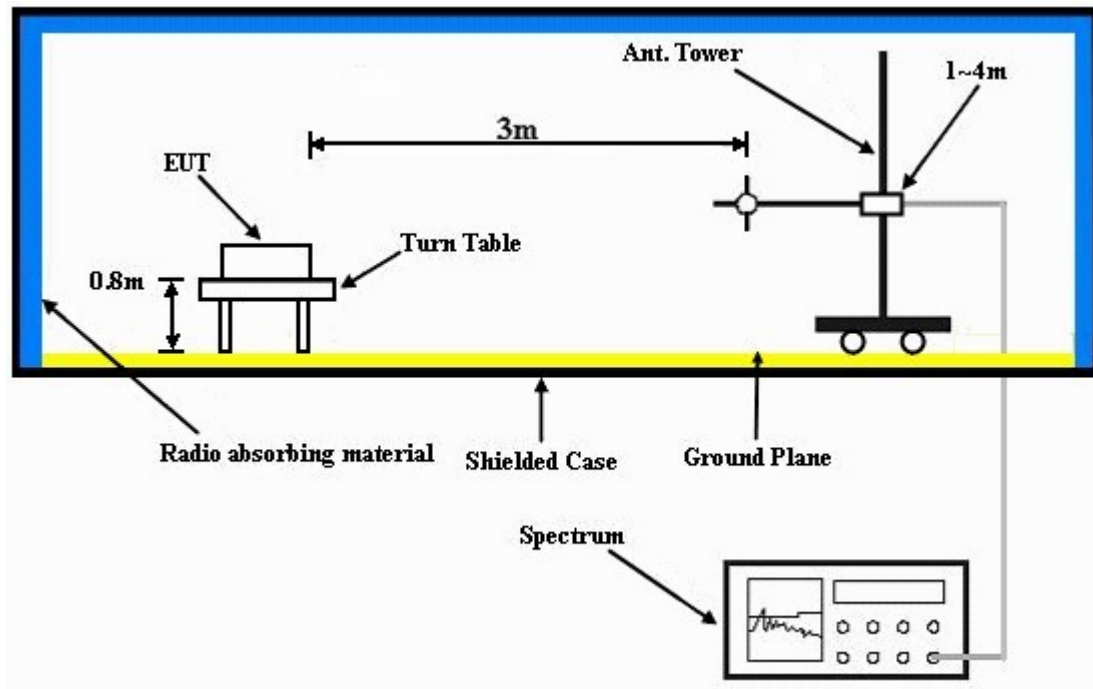 Ant. Tower
1~4m
3m
EUT
Turn Table
0.8m
Radio absorbing material
Shielded Case
Ground Plane
Spectrum